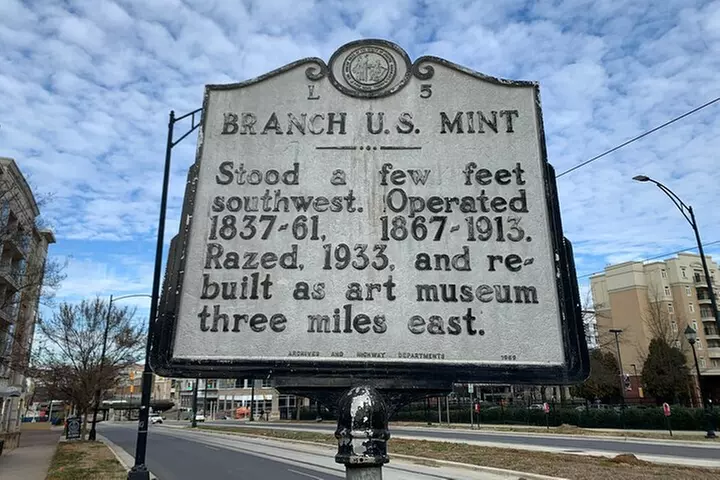 L 5
BRANCH U.S. MINT
Stood a few feet
southwest. Operated
1837-61, 1867-1913.
Razed, 1933, and re-
built as art museum
three miles east.
ARCHIVES AND HIGHWAY DEPARTMENTS